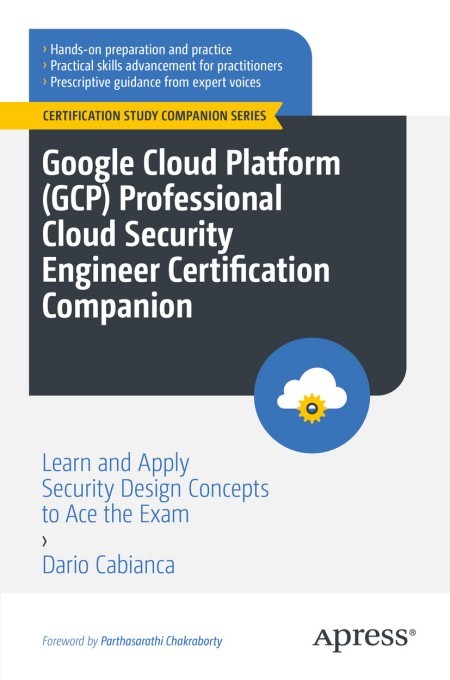 › Hands-on preparation and practice
› Practical skills advancement for practitioners
› Prescriptive guidance from expert voices
CERTIFICATION STUDY COMPANION SERIES
Google Cloud Platform
(GCP) Professional
Cloud Security
Engineer Certification
Companion
Learn and Apply
Security Design Concepts
to Ace the Exam
›
Dario Cabianca
Foreword by Parthasarathi Chakraborty
Apress®